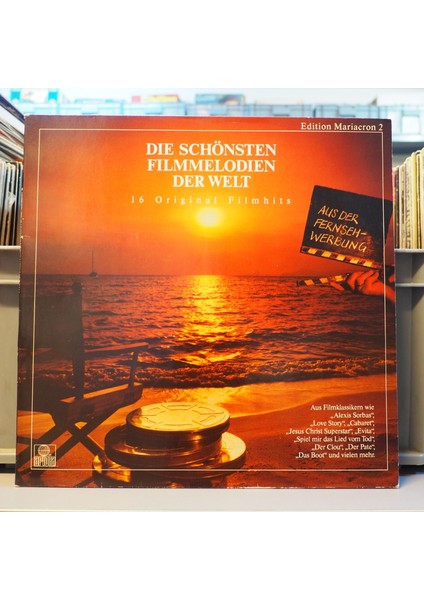 Edition Mariacron 2
DIE SCHÖNSTEN
FILMMELODIEN
DER WELT
16 Original Filmhits
AUS DER
FERNSEH-
WERBUNG
Aus Filmklassikern wie
„Alexis Sorbas“,
„Love Story“, „Cabaret“,
„Jesus Christ Superstar“, „Evita“,
„Spiel mir das Lied vom Tod“,
„Der Clou“, „Der Pate“,
„Das Boot“ und vielen mehr.
ARIOLA